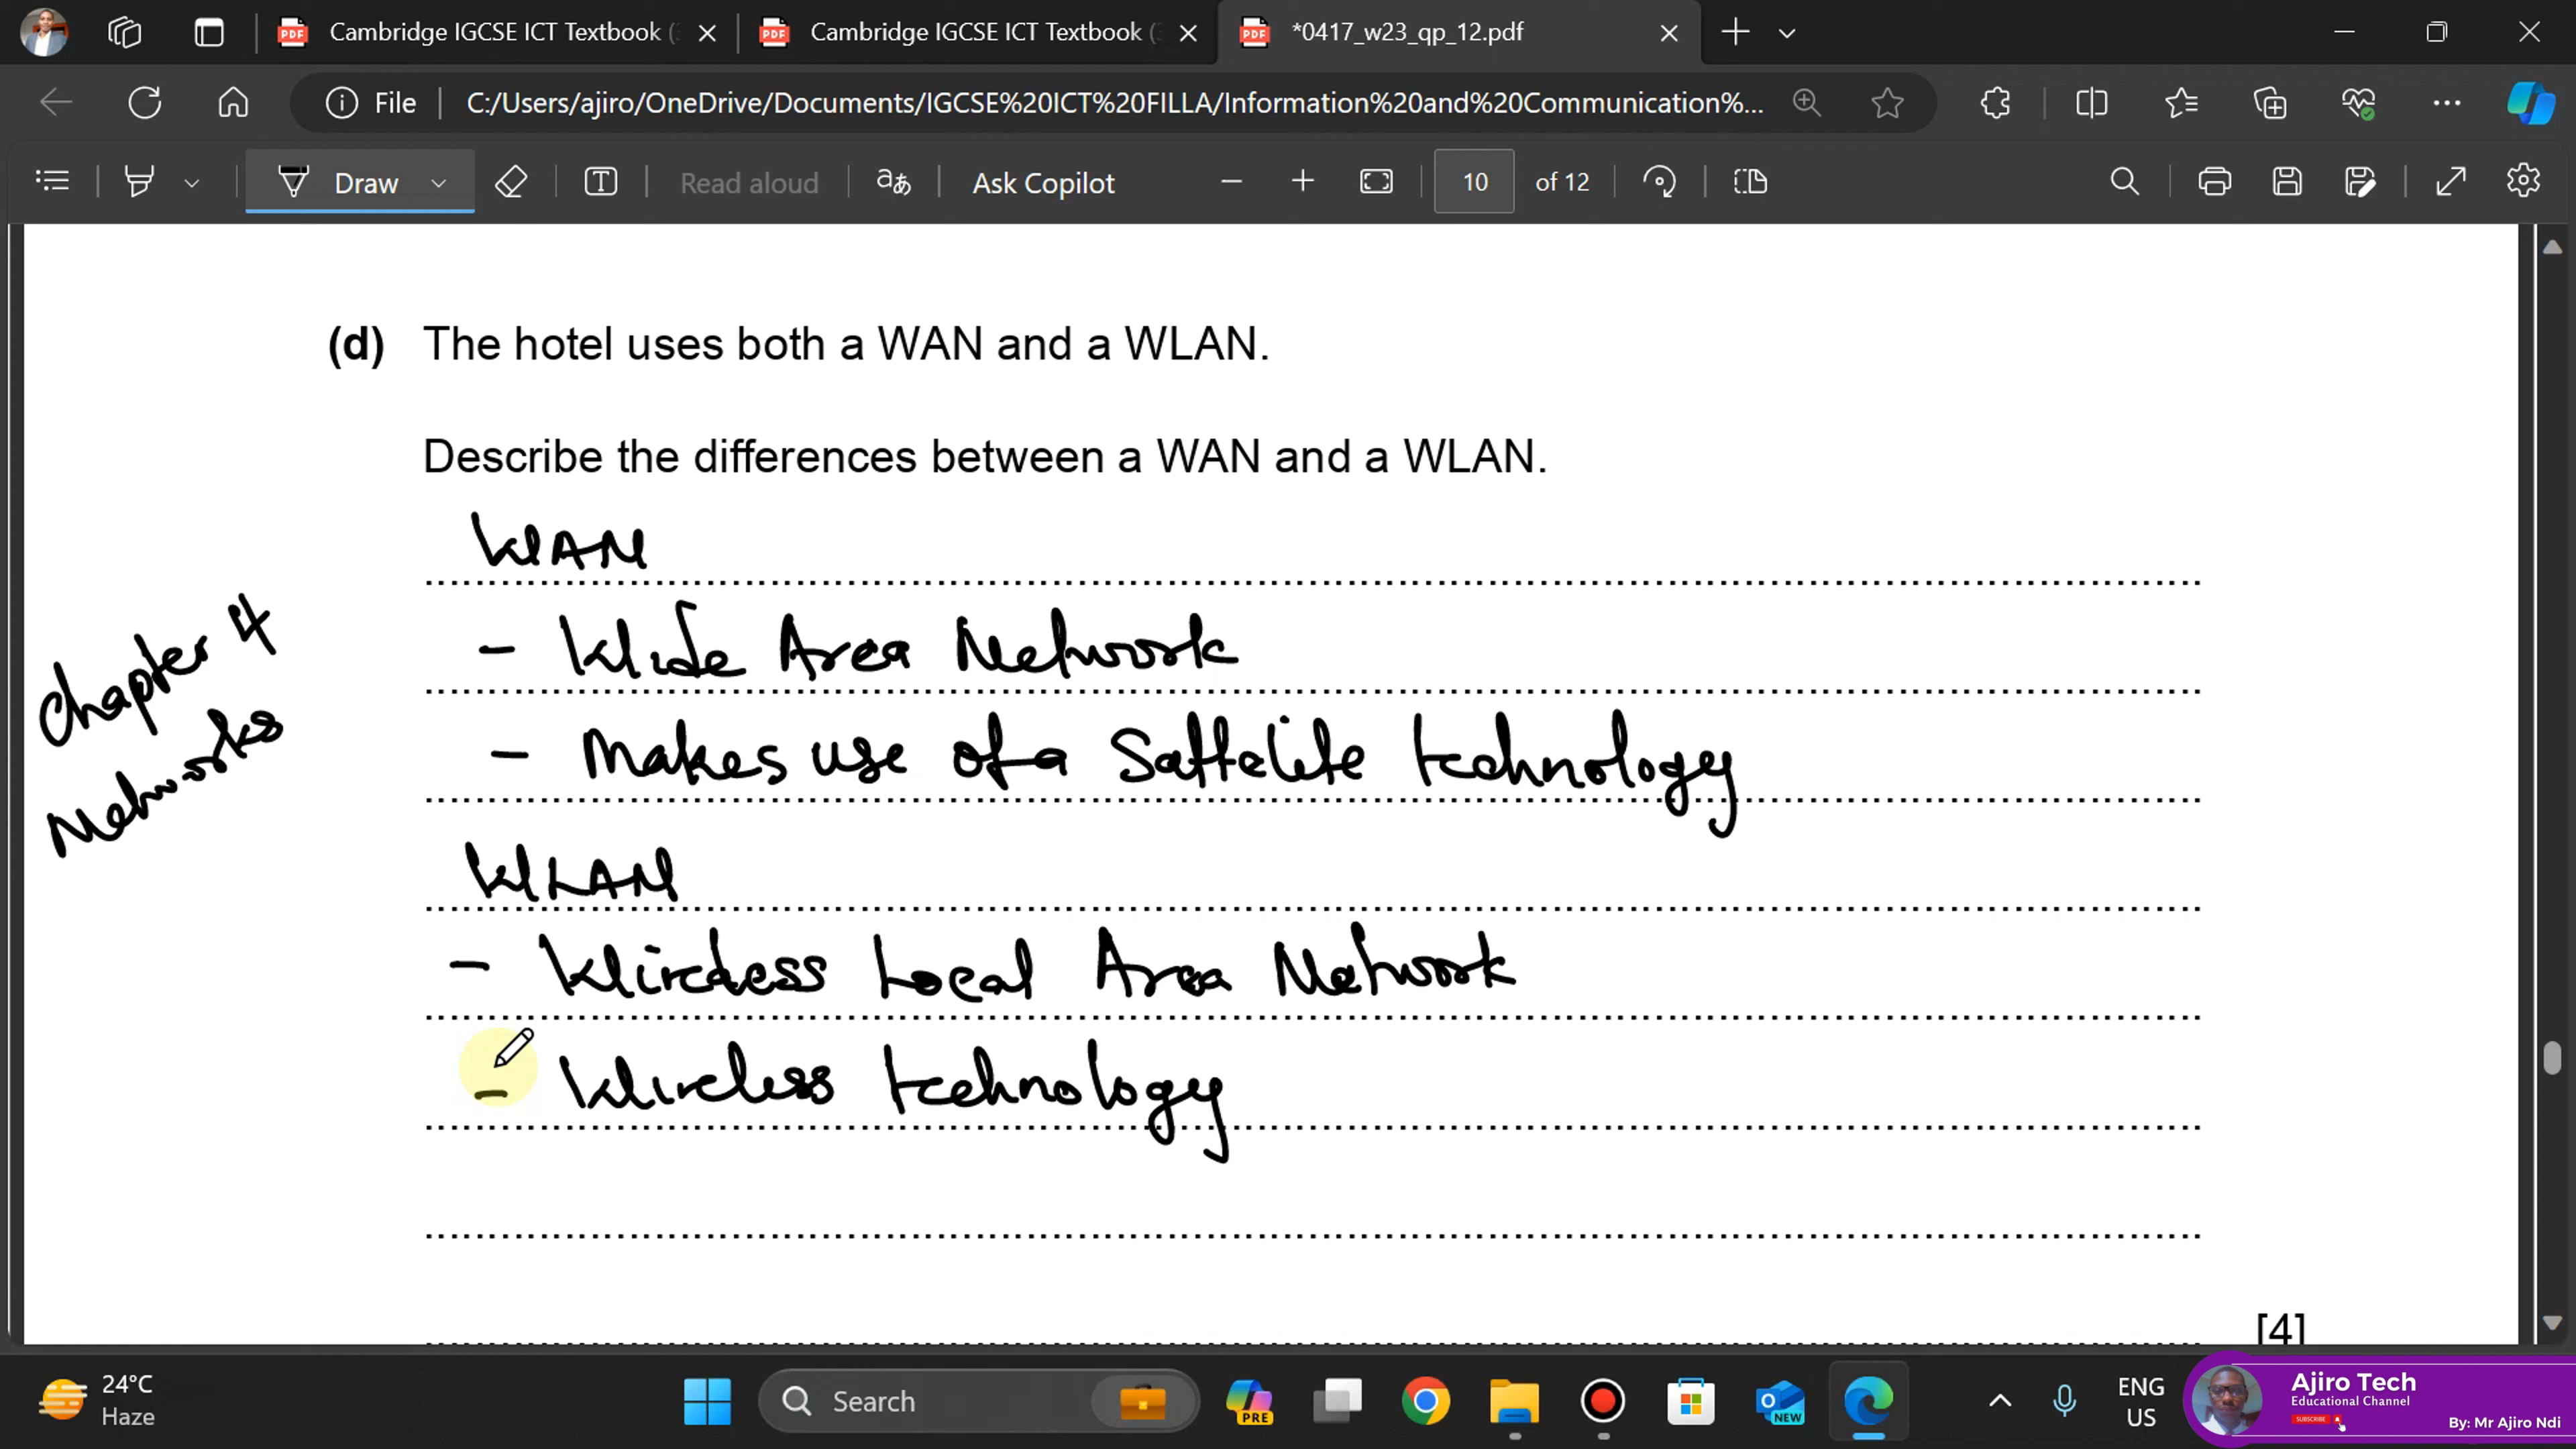 Cambridge IGCSE ICT Textbook (
Cambridge IGCSE ICT Textbook (
*0417_w23_qp_12.pdf
File
C:/Users/ajiro/OneDrive/Documents/IGCSE%20ICT%20FILLA/Information%20and%20Communication%...
Draw
Read aloud
Ask Copilot
10 of 12
(d) The hotel uses both a WAN and a WLAN.
Describe the differences between a WAN and a WLAN.
WAN
- Wide Area Network
- Makes use of a Sattelite technology
WLAN
- Wireless Local Area Network
- Wireless technology
Chapter 4
Networks
[4]
24°C
Haze
Search
PRE
NEW
ENG
US
Ajiro Tech
Educational Channel
SUBSCRIBE
By: Mr Ajiro Ndi